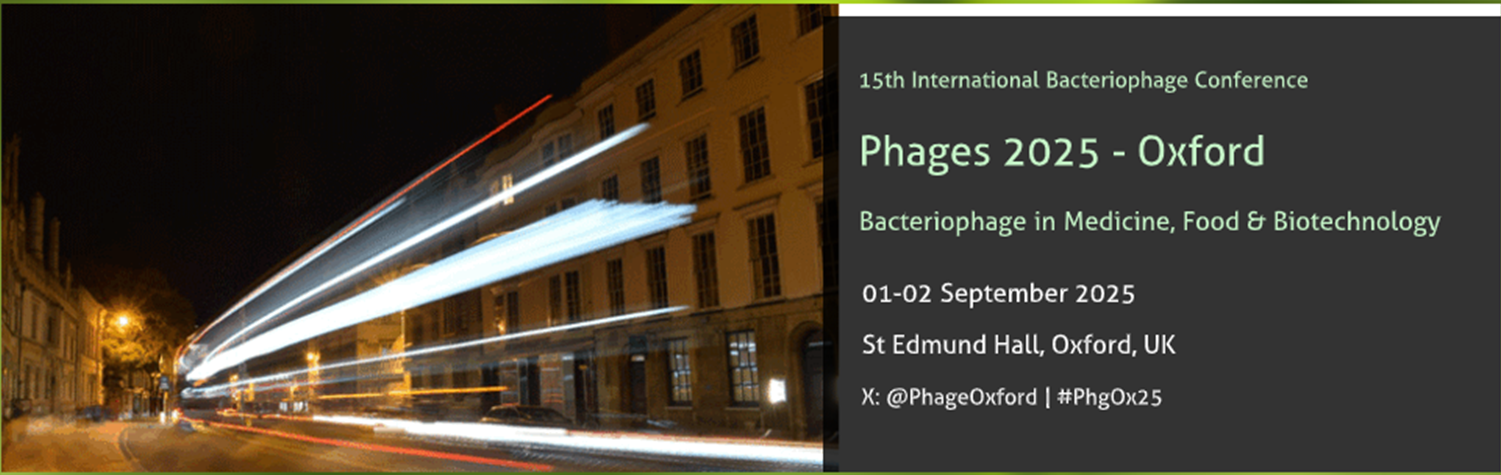 15th International Bacteriophage Conference
Phages 2025 - Oxford
Bacteriophage in Medicine, Food & Biotechnology
01-02 September 2025
St Edmund Hall, Oxford, UK
X: @PhageOxford | #PhgOx25